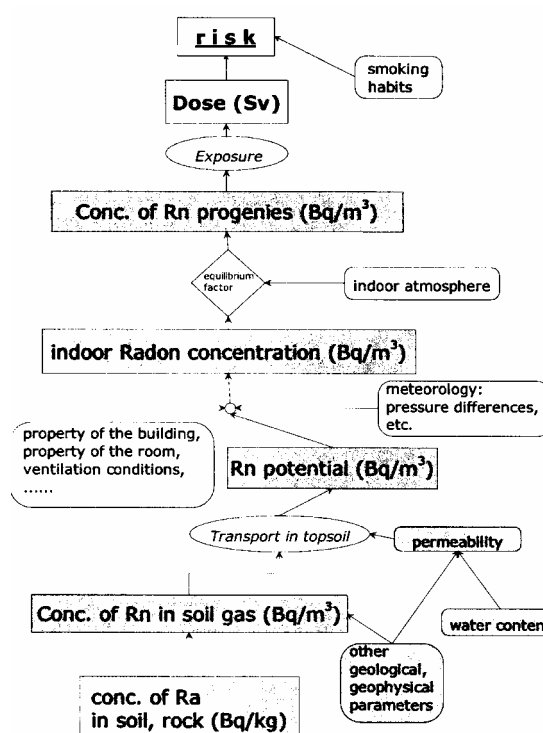 risk
smoking
habits
Dose (Sv)
Exposure
Conc. of Rn progenies (Bq/m³)
equilibrium
factor
indoor atmosphere
indoor Radon concentration (Bq/m³)
meteorology:
pressure differences,
etc.
property of the building,
property of the room,
ventilation conditions,
......
Rn potential (Bq/m³)
Transport in topsoil
permeability
Conc. of Rn in soil gas (Bq/m³)
water conten
other
geological,
geophysical
parameters
conc. of Ra
in soil, rock (Bq/kg)